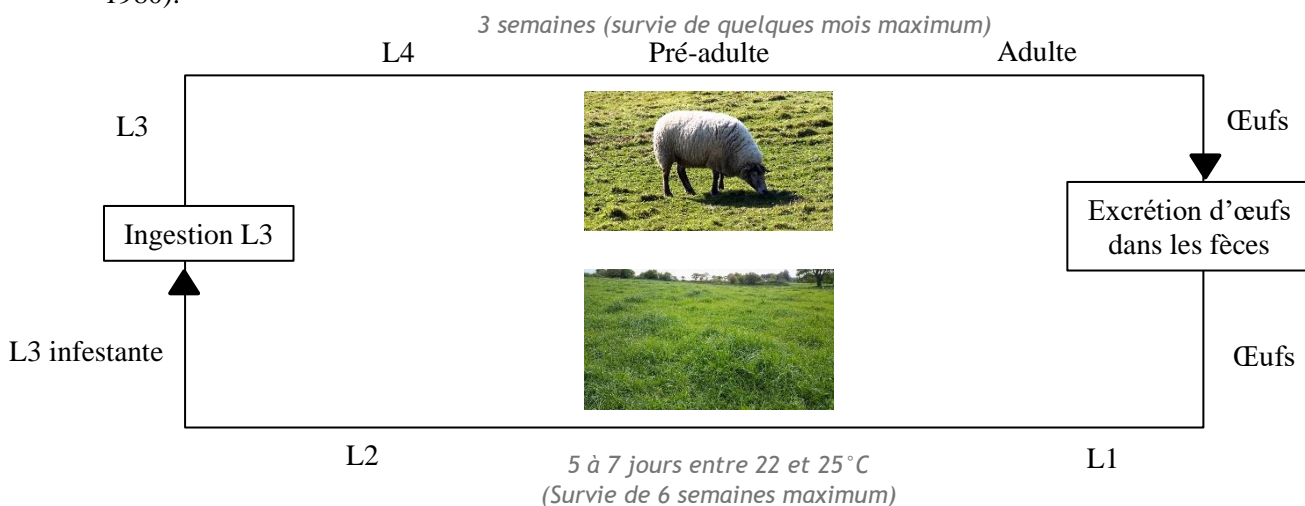 1980).
3 semaines (survie de quelques mois maximum)
L4 Pré-adulte Adulte
L3
Œufs
Ingestion L3
Excrétion d’œufs
dans les fèces
L3 infestante
Œufs
L2
L1
5 à 7 jours entre 22 et 25°C
(Survie de 6 semaines maximum)